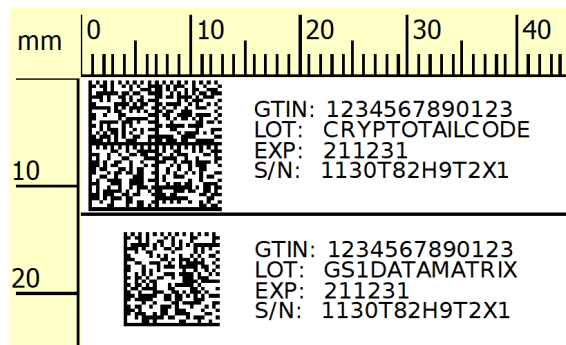 mm
0 10 20 30 40
GTIN: 1234567890123
LOT: CRYPTOTAILCODE
EXP: 211231
S/N: 1130T82H9T2X1
10
GTIN: 1234567890123
LOT: GS1DATAMATRIX
EXP: 211231
S/N: 1130T82H9T2X1
20